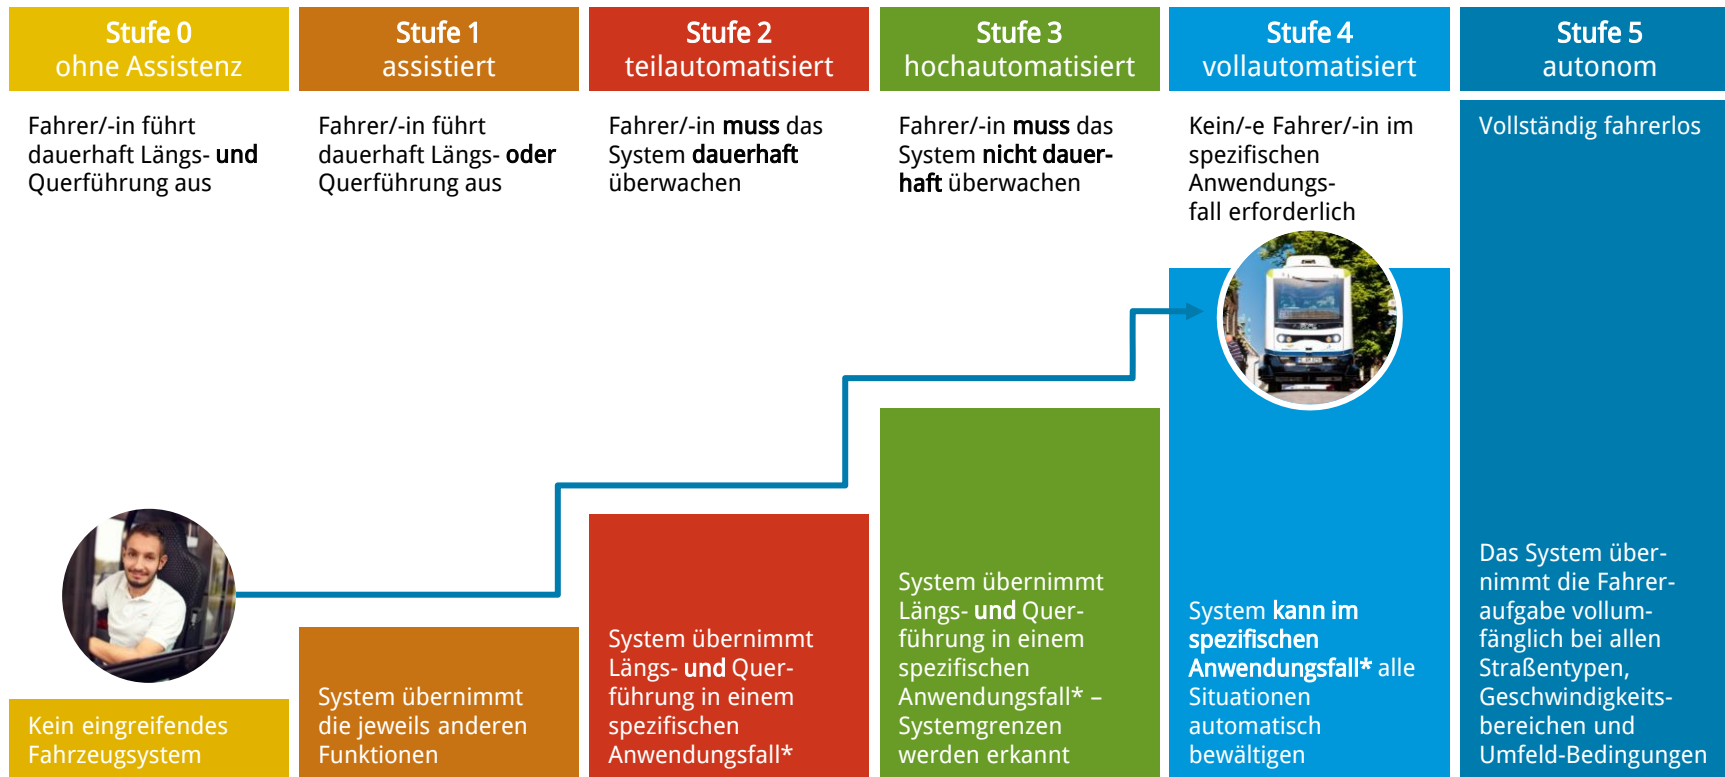 Stufe 0
ohne Assistenz
Fahrer/-in führt
dauerhaft Längs- und
Querführung aus
Kein eingreifendes
Fahrzeugsystem
Stufe 1
assistiert
Fahrer/-in führt
dauerhaft Längs- oder
Querführung aus
System übernimmt
die jeweils anderen
Funktionen
Stufe 2
teilautomatisiert
Fahrer/-in muss das
System dauerhaft
überwachen
System übernimmt
Längs- und Quer-
führung in einem
spezifischen
Anwendungsfall*
Stufe 3
hochautomatisiert
Fahrer/-in muss das
System nicht dauer-
haft überwachen
System übernimmt
Längs- und Quer-
führung in einem
spezifischen
Anwendungsfall* –
Systemgrenzen
werden erkannt
Stufe 4
vollautomatisiert
Kein/-e Fahrer/-in im
spezifischen
Anwendungs-
fall erforderlich
System kann im
spezifischen
Anwendungsfall* alle
Situationen
automatisch
bewältigen
Stufe 5
autonom
Vollständig fahrerlos
Das System über-
nimmt die Fahrer-
aufgabe vollum-
fänglich bei allen
Straßentypen,
Geschwindigkeits-
bereichen und
Umfeld-Bedingungen